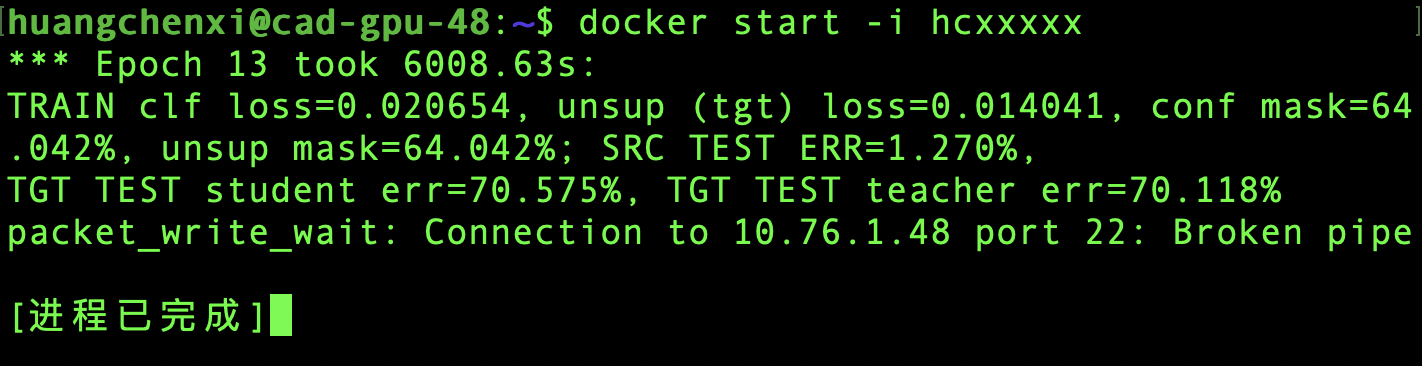 [huangchenxi@cad-gpu-48:~$ docker start -i hcxxxxx ]
*** Epoch 13 took 6008.63s:
TRAIN clf loss=0.020654, unsup (tgt) loss=0.014041, conf mask=64
.042%, unsup mask=64.042%; SRC TEST ERR=1.270%,
TGT TEST student err=70.575%, TGT TEST teacher err=70.118%
packet_write_wait: Connection to 10.76.1.48 port 22: Broken pipe
[进程已完成]